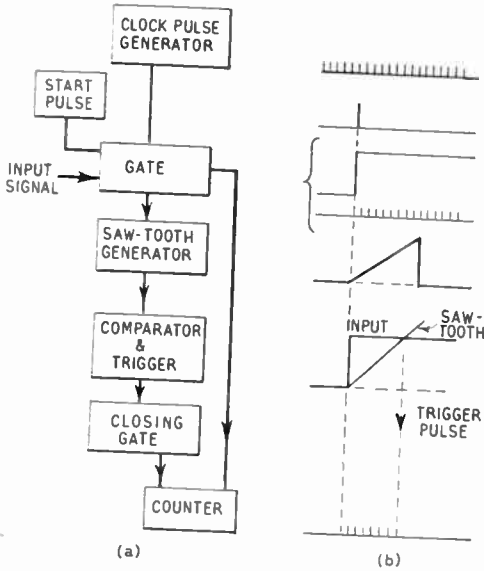 CLOCK PULSE
GENERATOR
START
PULSE
INPUT
SIGNAL
GATE
SAW-TOOTH
GENERATOR
COMPARATOR
&
TRIGGER
CLOSING
GATE
COUNTER
(a)
INPUT
SAW-
TOOTH
TRIGGER
PULSE
(b)